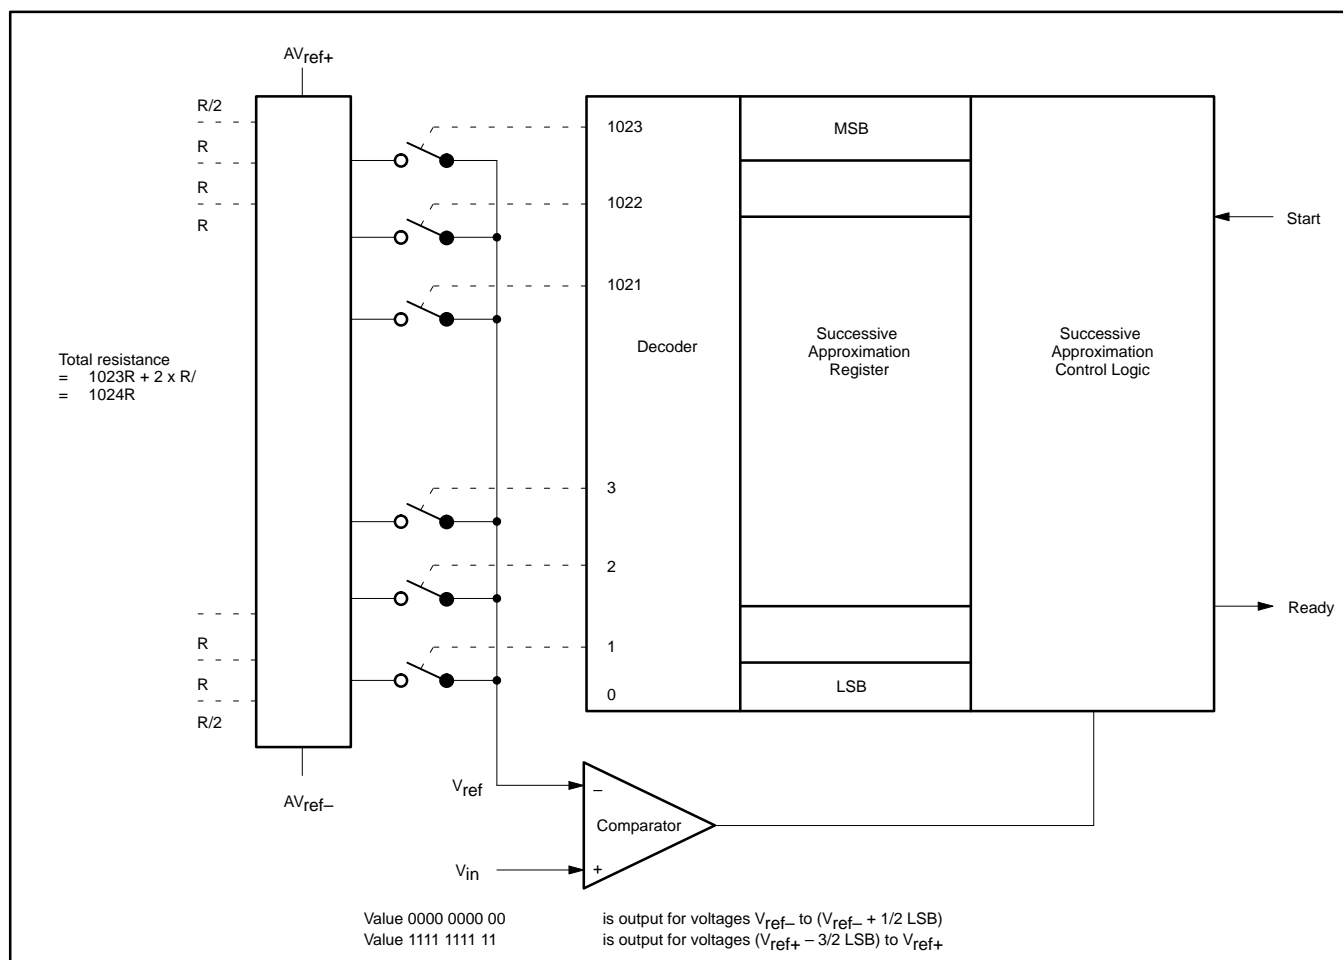 AVref+
R/2
R
R
R
1023
1022
1021
3
2
1
0
MSB
Decoder
Successive
Approximation
Register
Successive
Approximation
Control Logic
LSB
Start
Ready
Total resistance
= 1023R + 2 x R/
= 1024R
R
R
R/2
AVref–
Vref
–
Comparator
Vin
+
Value 0000 0000 00 is output for voltages Vref– to (Vref– + 1/2 LSB)
Value 1111 1111 11 is output for voltages (Vref+ – 3/2 LSB) to Vref+